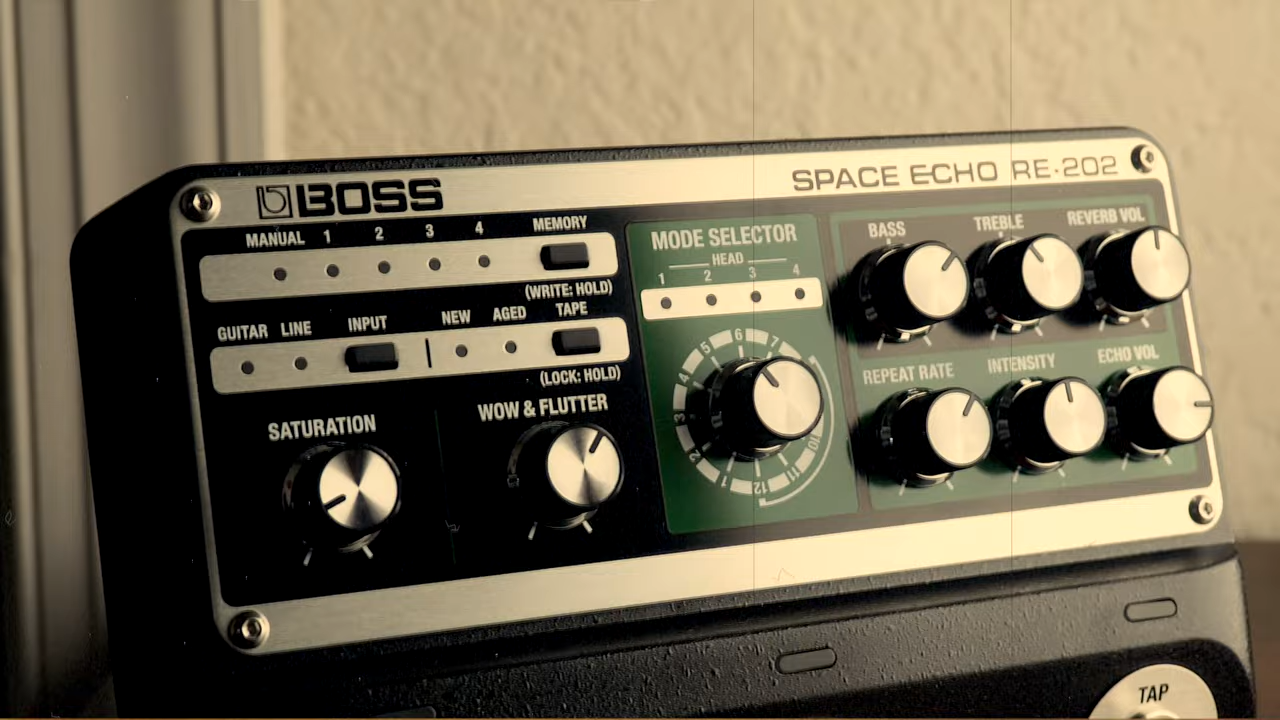 BOSS
SPACE ECHO RE-202
MANUAL 1 2 3 4 MEMORY
(WRITE: HOLD)
GUITAR LINE INPUT NEW AGED TAPE
(LOCK: HOLD)
SATURATION WOW & FLUTTER
MODE SELECTOR
HEAD
1 2 3 4
1 2 3 4 5 6 7 10 11 12
BASS TREBLE REVERB VOL
REPEAT RATE INTENSITY ECHO VOL
TAP